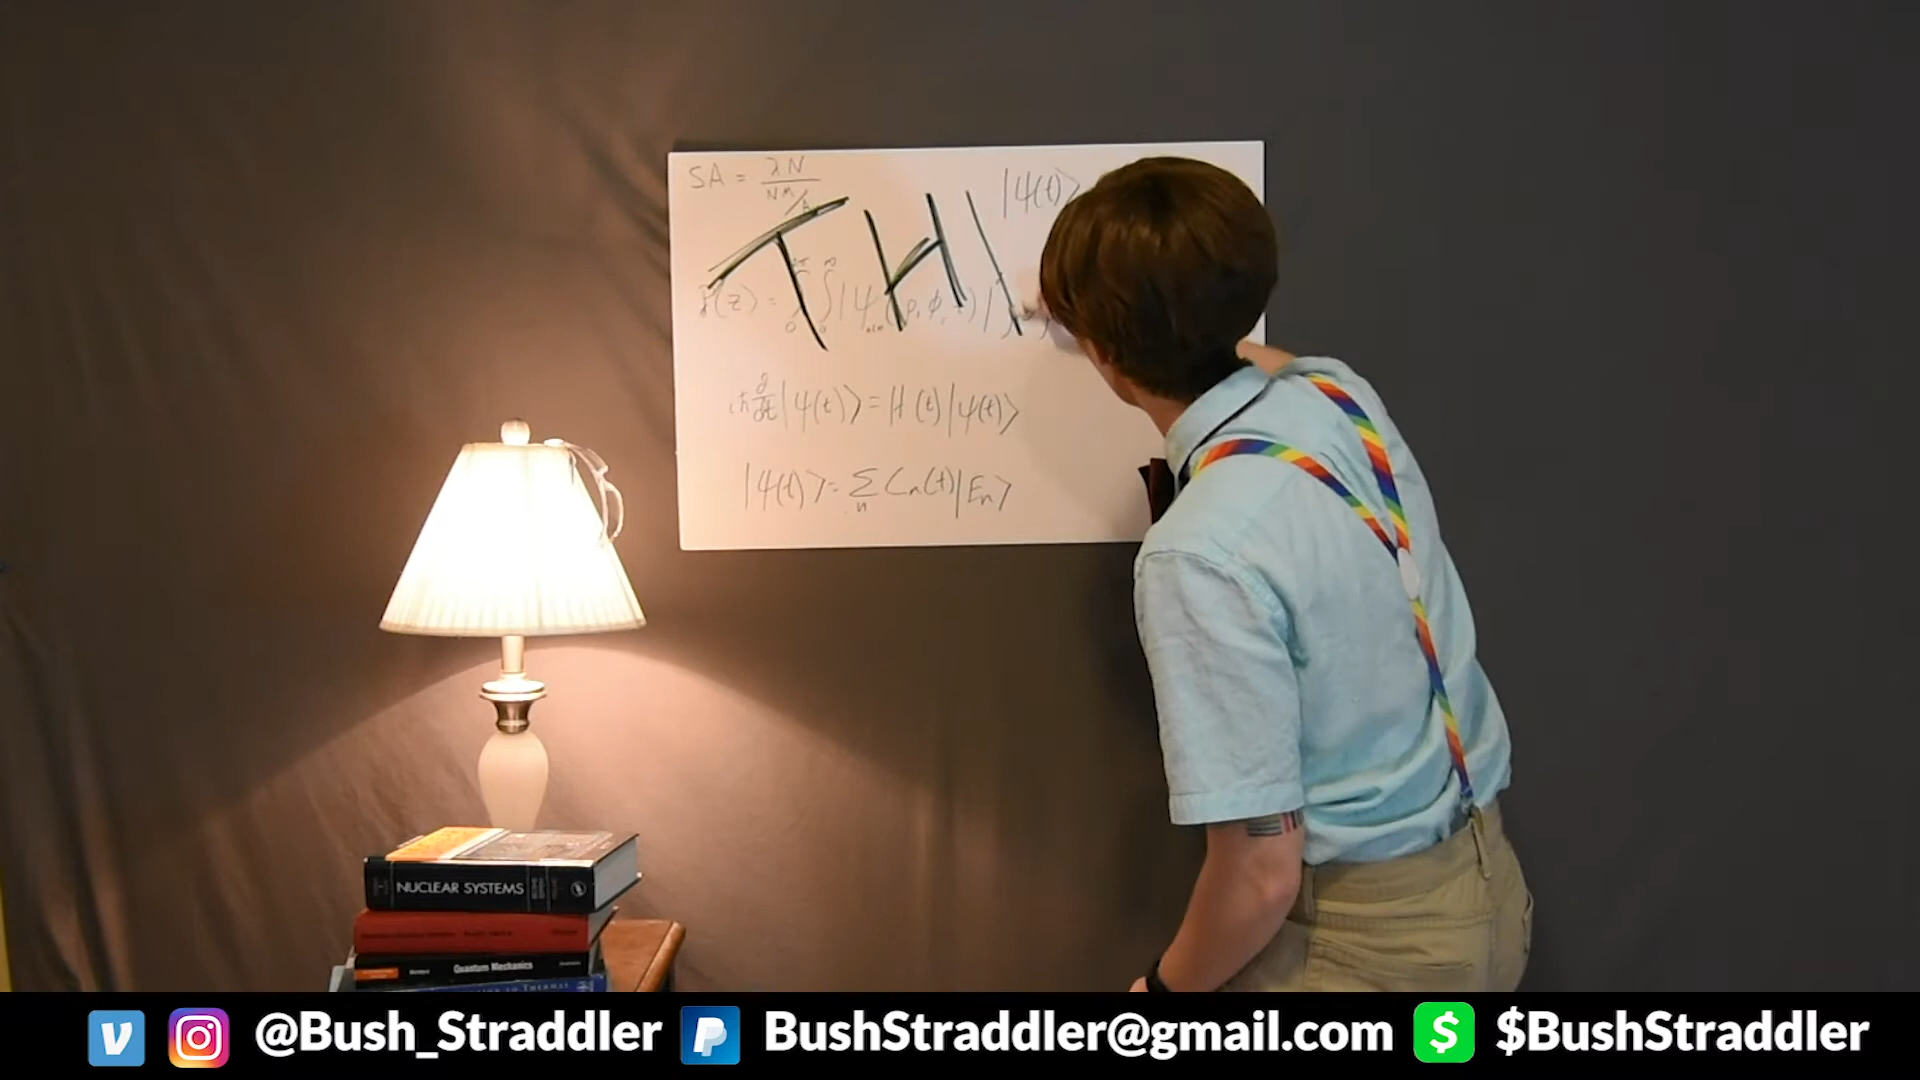 SA = λN / Nm/A
|ψ(t)⟩
THI
P(z) = ∫ ∫ |ψ (ρ, φ, z)|
iħ ∂/∂t |ψ(t)⟩ = H(t)|ψ(t)⟩
|ψ(t)⟩ = Σ Cn(t)|En⟩
n
NUCLEAR SYSTEMS
Quantum Mechanics
@Bush_Straddler BushStraddler@gmail.com $BushStraddler